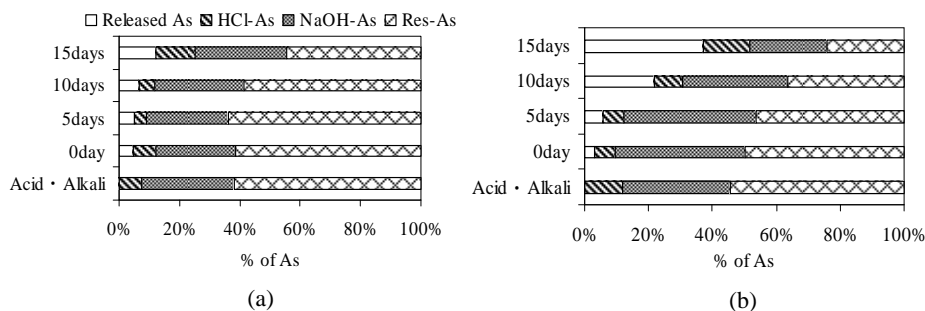 Released As HCl-As NaOH-As Res-As
15days
10days
5days
0day
Acid・Alkali
0% 20% 40% 60% 80% 100%
% of As
(a)
15days
10days
5days
0day
Acid・Alkali
0% 20% 40% 60% 80% 100%
% of As
(b)